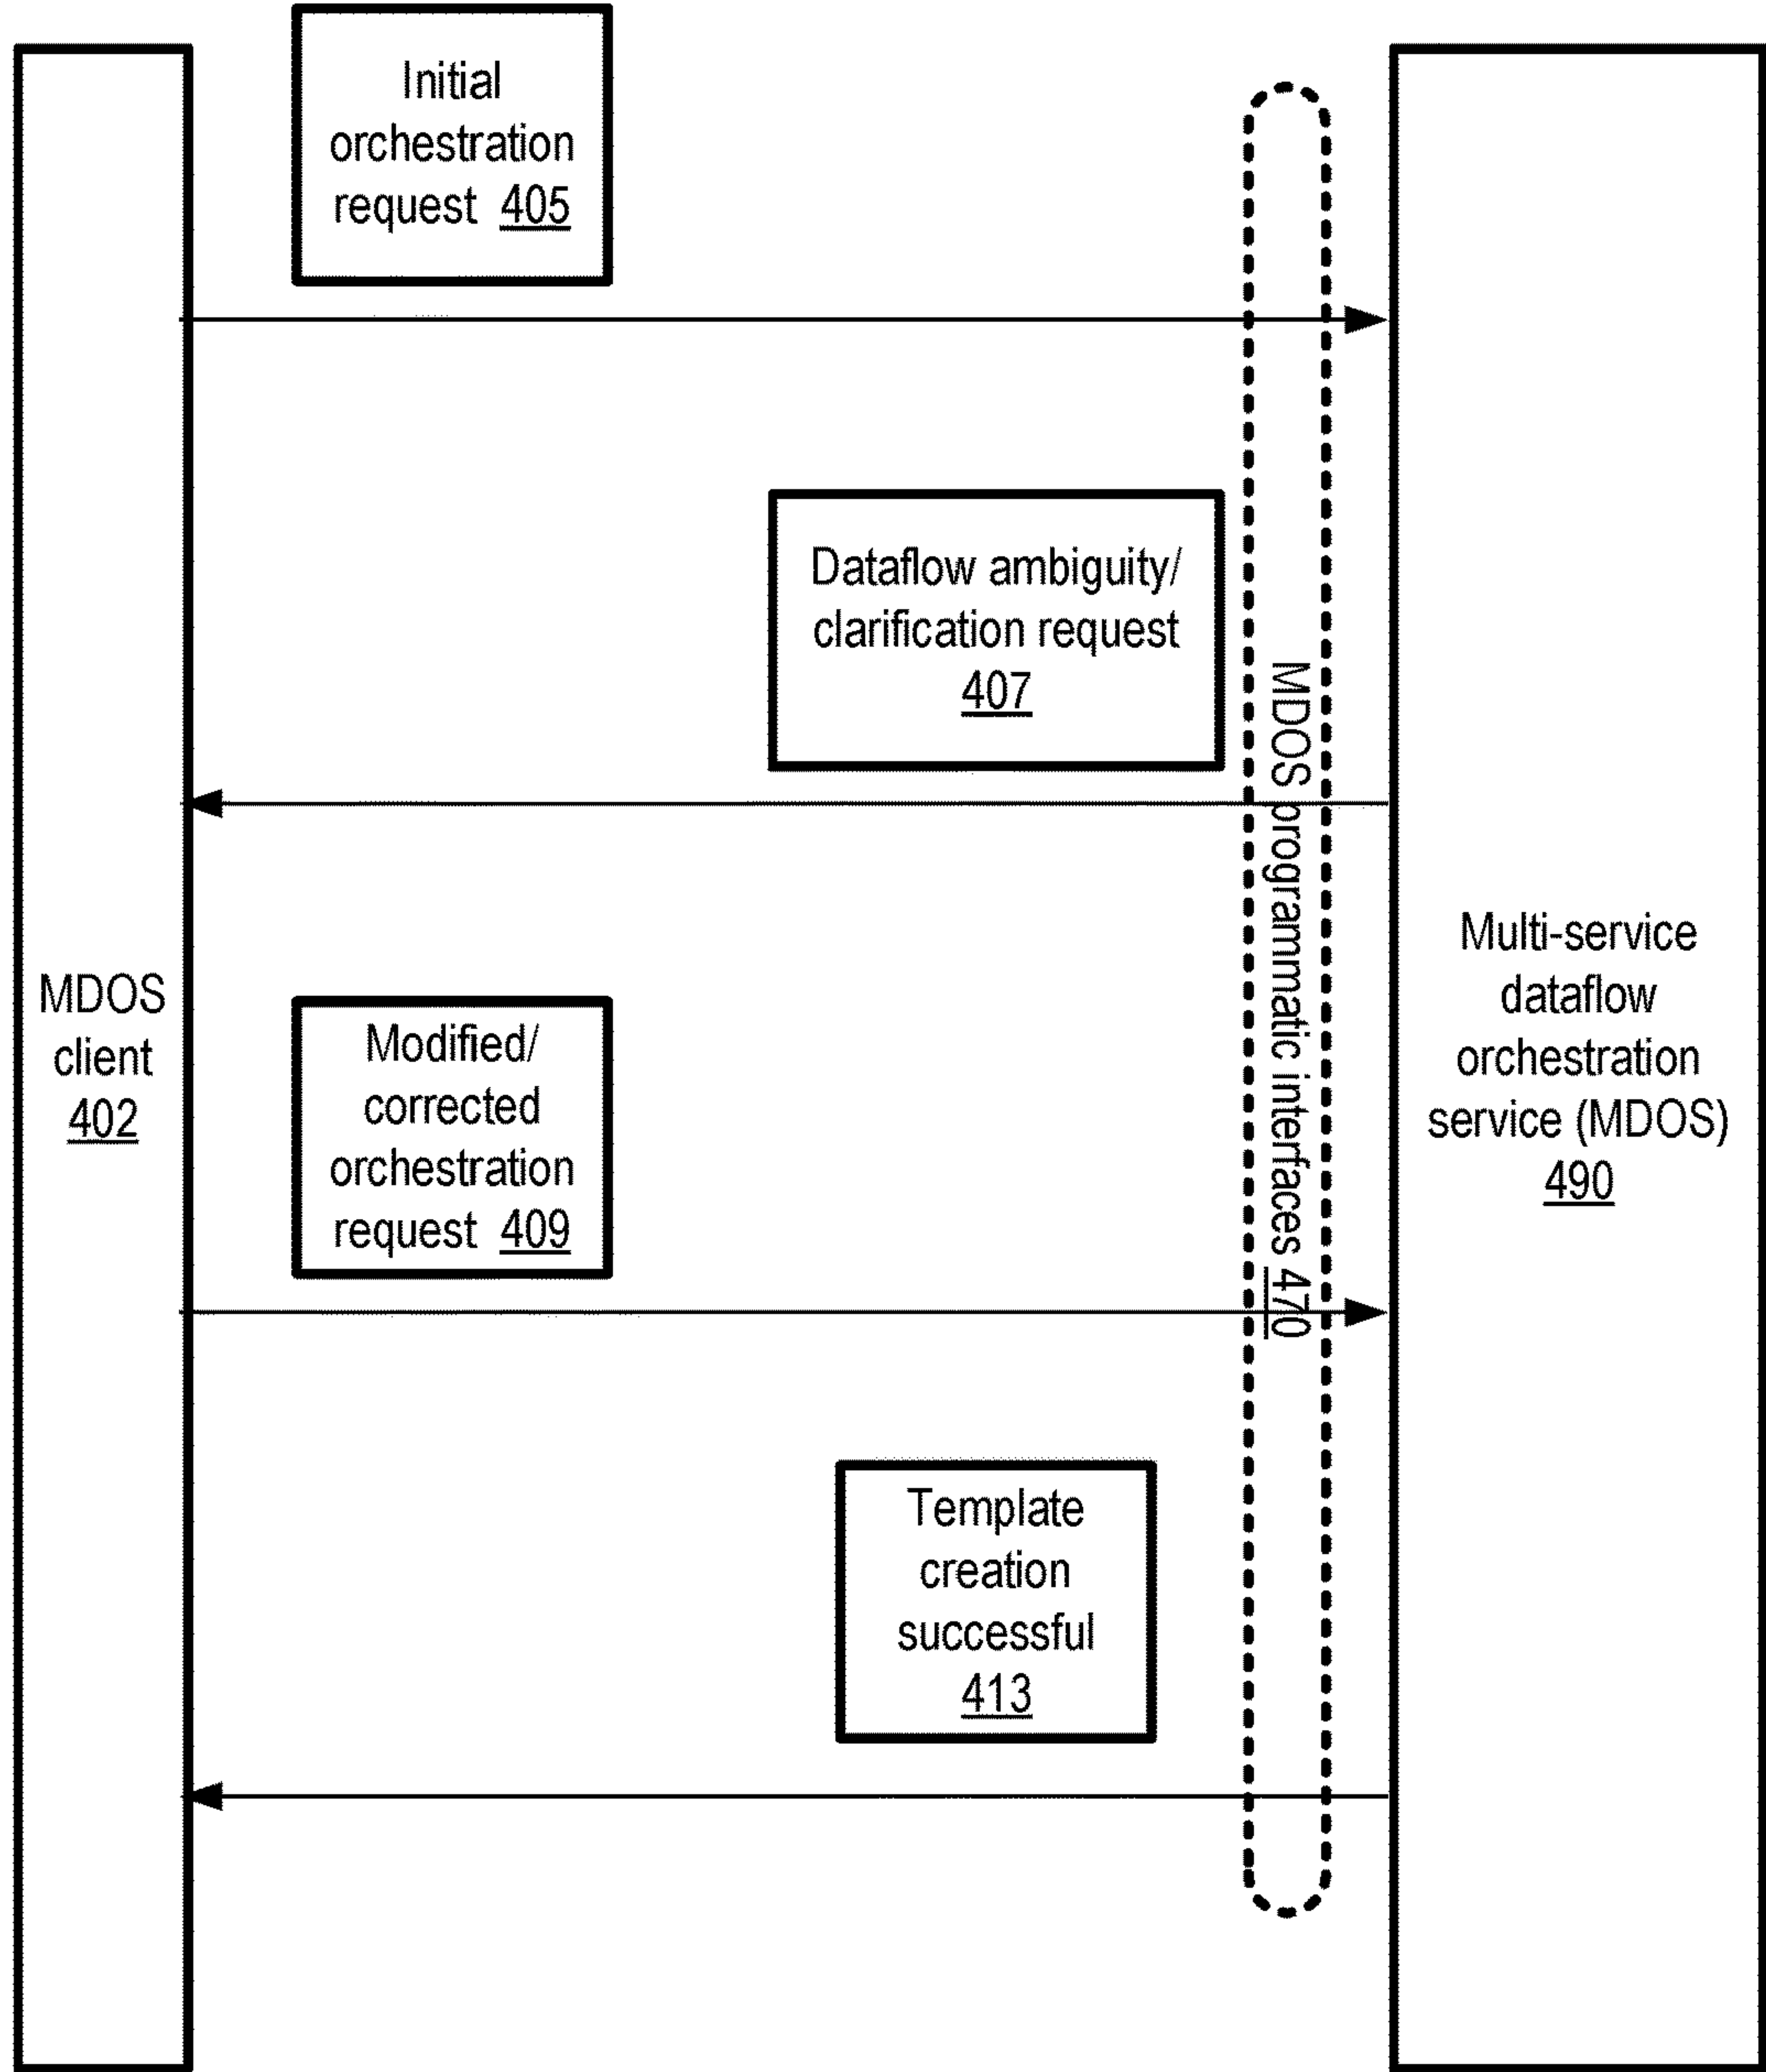 Initial
orchestration
request 405
Dataflow ambiguity/
clarification request
407
MDOS programmatic interfaces 470
MDOS
client
402
Modified/
corrected
orchestration
request 409
Multi-service
dataflow
orchestration
service (MDOS)
490
Template
creation
successful
413